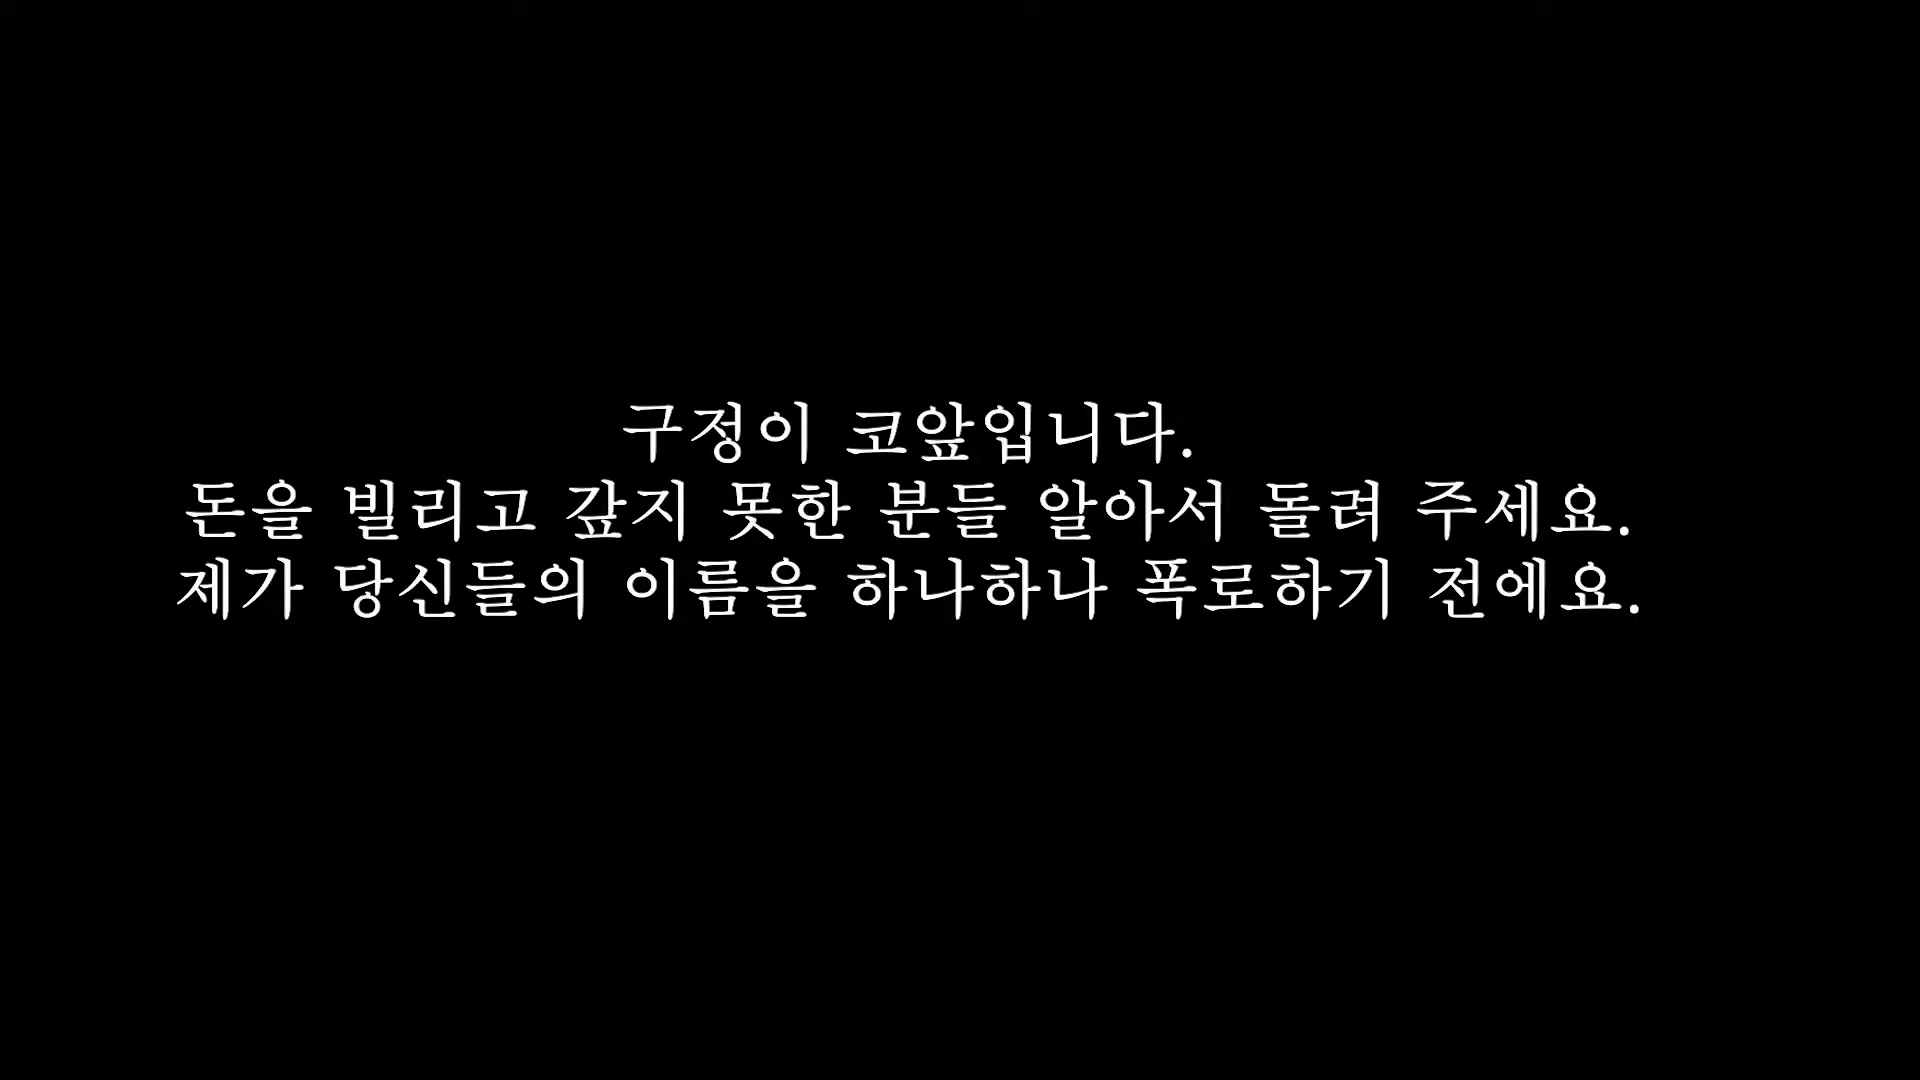 구정이 코앞입니다.
돈을 빌리고 갚지 못한 분들 알아서 돌려 주세요.
제가 당신들의 이름을 하나하나 폭로하기 전에요.